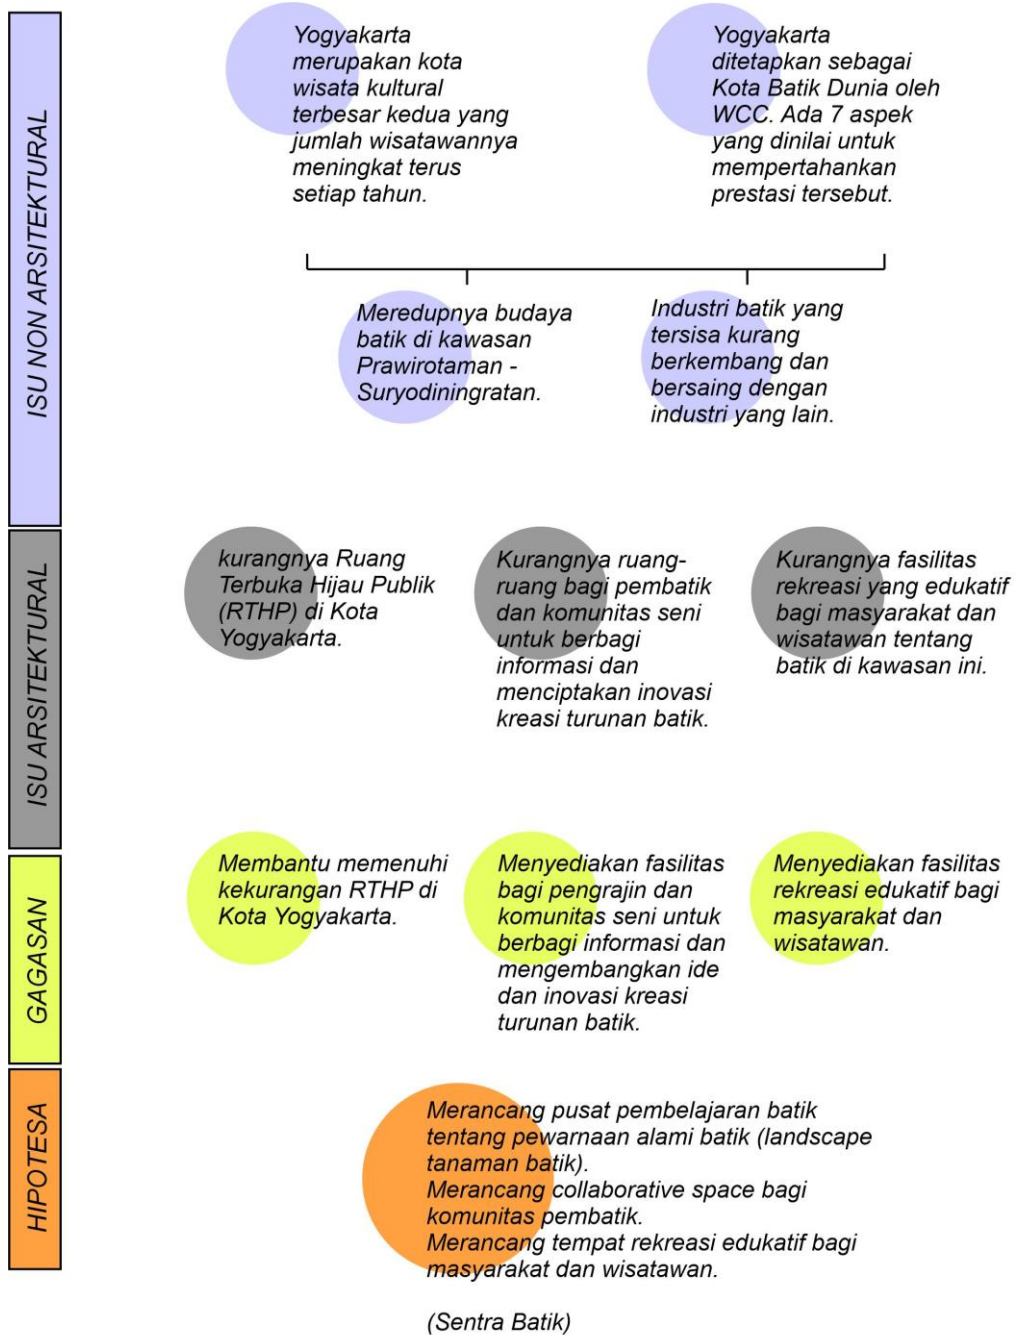 ISU NON ARSITEKTURAL
Yogyakarta
merupakan kota
wisata kultural
terbesar kedua yang
jumlah wisatawannya
meningkat terus
setiap tahun.
Yogyakarta
ditetapkan sebagai
Kota Batik Dunia oleh
WCC. Ada 7 aspek
yang dinilai untuk
mempertahankan
prestasi tersebut.
Meredupnya budaya
batik di kawasan
Prawirotaman -
Suryodiningratan.
Industri batik yang
tersisa kurang
berkembang dan
bersaing dengan
industri yang lain.
ISU ARSITEKTURAL
kurangnya Ruang
Terbuka Hijau Publik
(RTHP) di Kota
Yogyakarta.
Kurangnya ruang-
ruang bagi pembatik
dan komunitas seni
untuk berbagi
informasi dan
menciptakan inovasi
kreasi turunan batik.
Kurangnya fasilitas
rekreasi yang edukatif
bagi masyarakat dan
wisatawan tentang
batik di kawasan ini.
GAGASAN
Membantu memenuhi
kekurangan RTHP di
Kota Yogyakarta.
Menyediakan fasilitas
bagi pengrajin dan
komunitas seni untuk
berbagi informasi dan
mengembangkan ide
dan inovasi kreasi
turunan batik.
Menyediakan fasilitas
rekreasi edukatif bagi
masyarakat dan
wisatawan.
HIPOTESA
Merancang pusat pembelajaran batik
tentang pewarnaan alami batik (landscape
tanaman batik).
Merancang collaborative space bagi
komunitas pembatik.
Merancang tempat rekreasi edukatif bagi
masyarakat dan wisatawan.
(Sentra Batik)